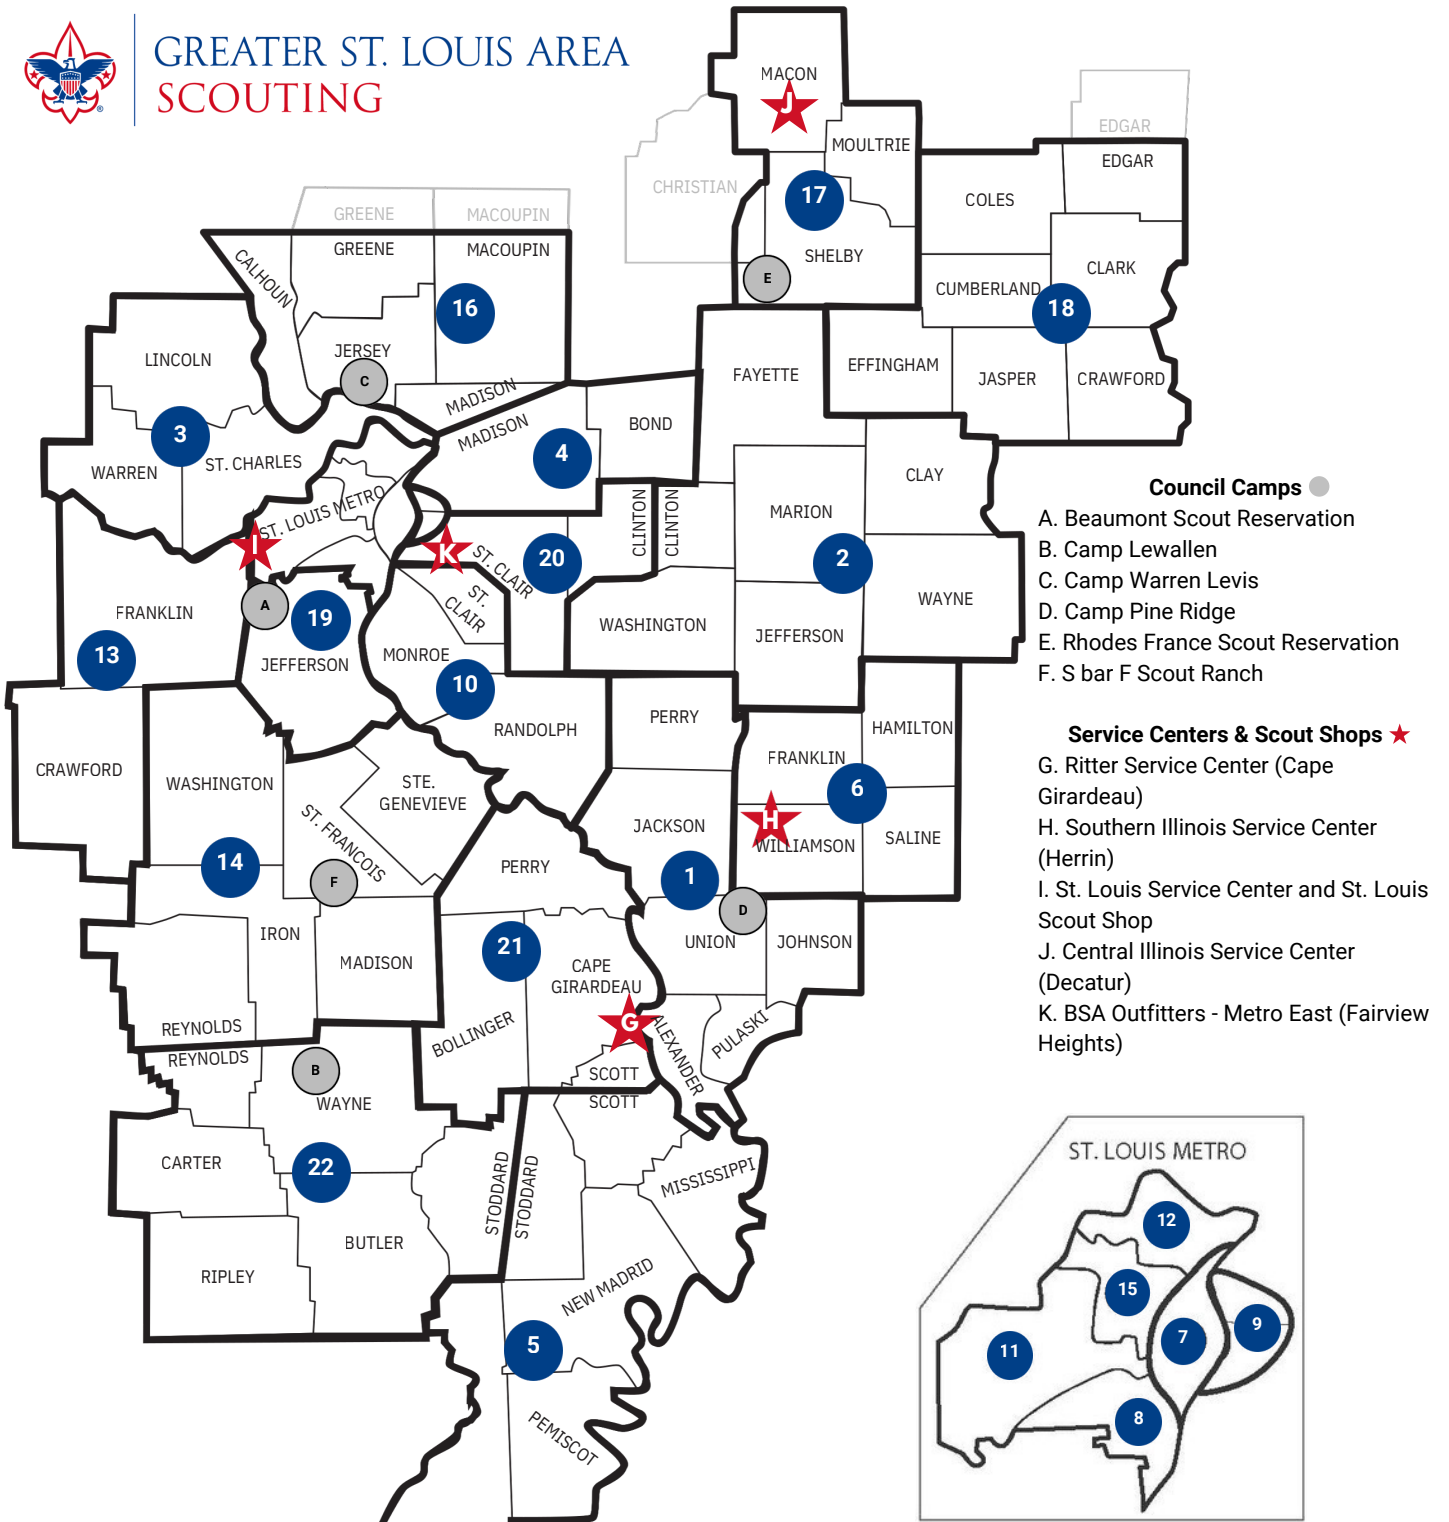 GREATER ST. LOUIS AREA
SCOUTING
®
MACON
J
MOULTRIE
EDGAR
EDGAR
CHRISTIAN
17
COLES
GREENE
MACOUPIN
GREENE
MACOUPIN
SHELBY
CLARK
CALHOUN
E
CUMBERLAND
16
18
LINCOLN
JERSEY
C
FAYETTE
EFFINGHAM
JASPER
CRAWFORD
MADISON
MADISON
BOND
3
ST. CHARLES
WARREN
4
CLAY
ST. LOUIS METRO
CLINTON
CLINTON
MARION
I
K
ST. CLAIR
20
2
ST.
CLAIR
WAYNE
A
FRANKLIN
19
WASHINGTON
JEFFERSON
13
JEFFERSON
MONROE
10
RANDOLPH
PERRY
HAMILTON
CRAWFORD
WASHINGTON
STE.
GENEVIEVE
FRANKLIN
6
ST. FRANCOIS
JACKSON
H
WILLIAMSON
SALINE
14
F
PERRY
1
D
IRON
21
UNION
JOHNSON
MADISON
CAPE
GIRARDEAU
REYNOLDS
BOLLINGER
G
ALEXANDER
PULASKI
REYNOLDS
B
WAYNE
SCOTT
SCOTT
CARTER
22
STODDARD
STODDARD
MISSISSIPPI
BUTLER
RIPLEY
NEW MADRID
5
PEMISCOT
Council Camps
A. Beaumont Scout Reservation
B. Camp Lewallen
C. Camp Warren Levis
D. Camp Pine Ridge
E. Rhodes France Scout Reservation
F. S bar F Scout Ranch
Service Centers & Scout Shops
G. Ritter Service Center (Cape
Girardeau)
H. Southern Illinois Service Center
(Herrin)
I. St. Louis Service Center and St. Louis
Scout Shop
J. Central Illinois Service Center
(Decatur)
K. BSA Outfitters - Metro East (Fairview
Heights)
ST. LOUIS METRO
12
15
7
9
11
8